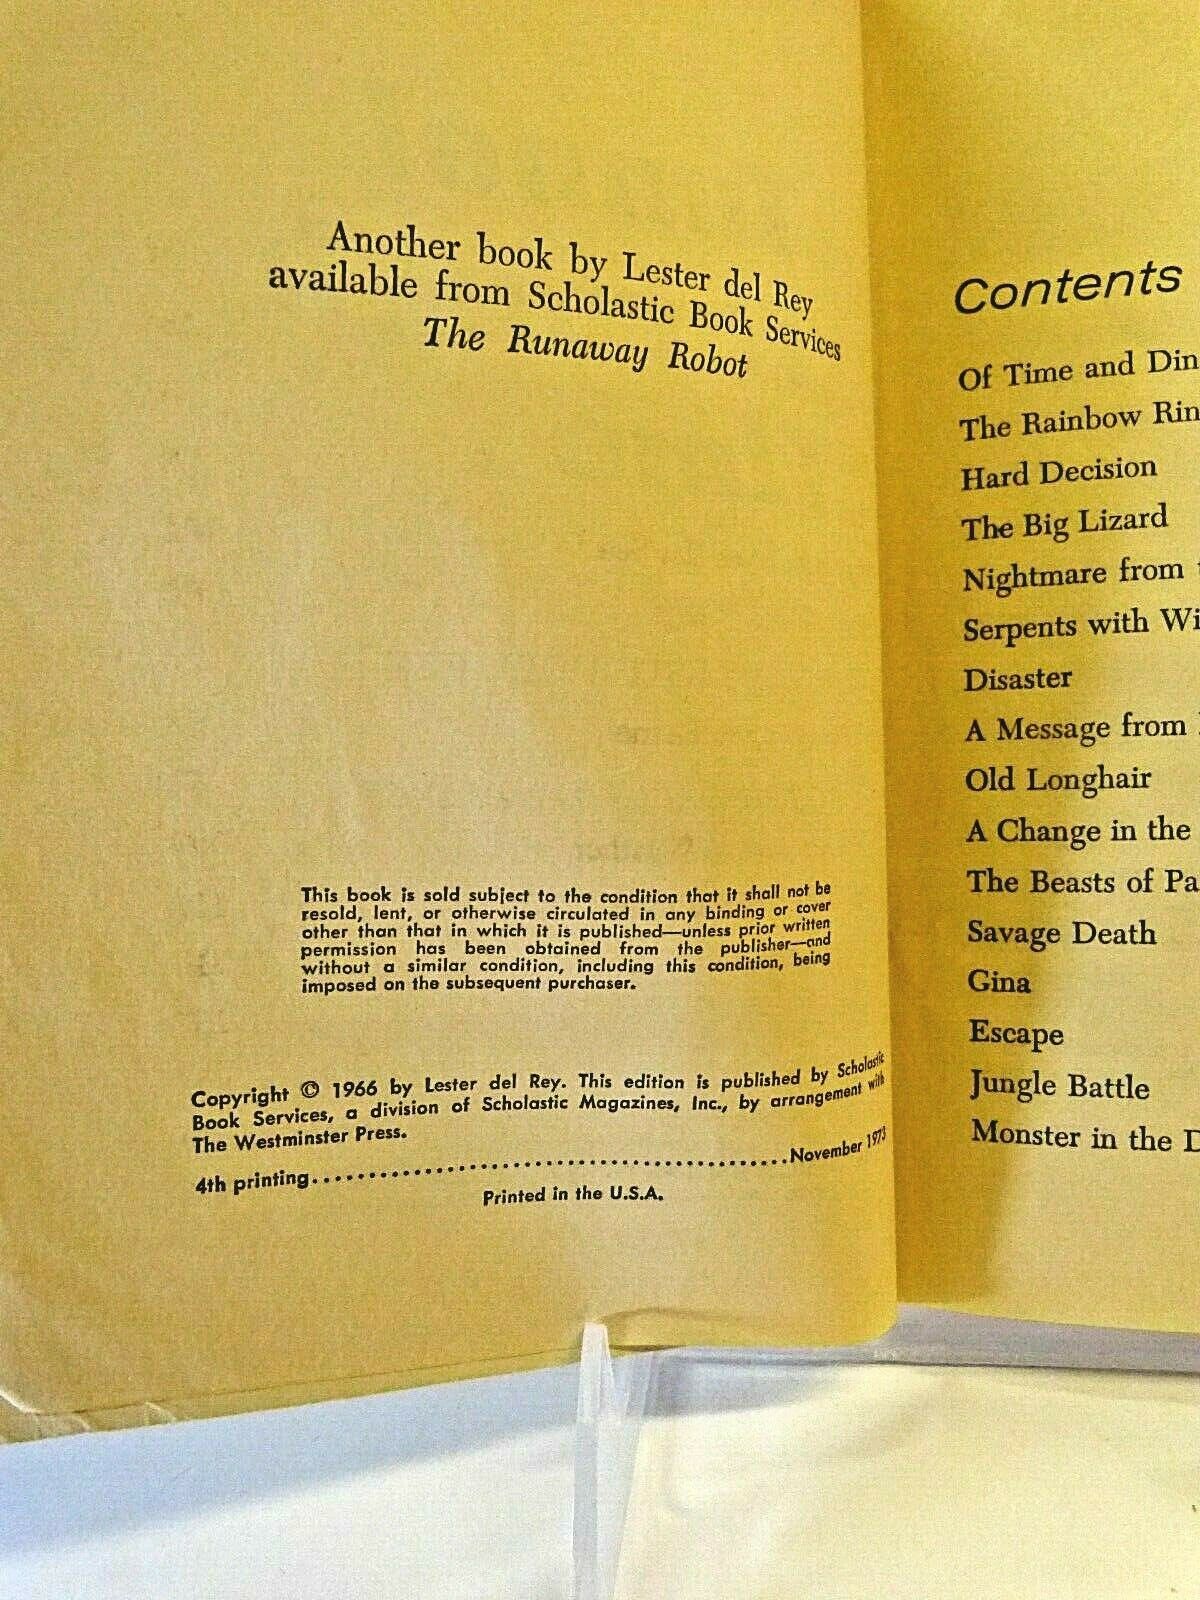 Another book by Lester del Rey
available from Scholastic Book Services
The Runaway Robot
This book is sold subject to the condition that it shall not be
resold, lent, or otherwise circulated in any binding or cover
other than that in which it is published—unless prior written
permission has been obtained from the publisher—and
without a similar condition, including this condition, being
imposed on the subsequent purchaser.
Copyright © 1966 by Lester del Rey. This edition is published by Scholastic
Book Services, a division of Scholastic Magazines, Inc., by arrangement with
The Westminster Press.
4th printing..........................................November 1973
Printed in the U.S.A.
Contents
Of Time and Din
The Rainbow Rin
Hard Decision
The Big Lizard
Nightmare from
Serpents with Wi
Disaster
A Message from
Old Longhair
A Change in the
The Beasts of Pa
Savage Death
Gina
Escape
Jungle Battle
Monster in the D